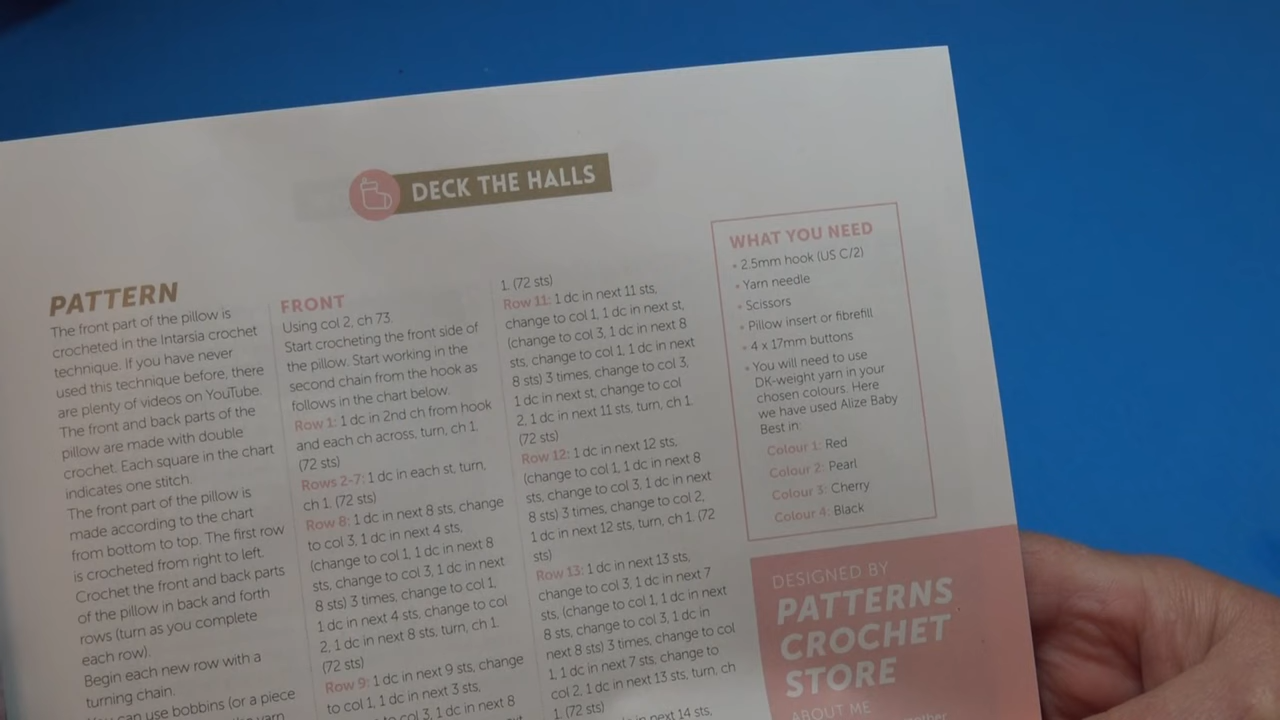 DECK THE HALLS
PATTERN
The front part of the pillow is
crocheted in the Intarsia crochet
technique. If you have never
used this technique before, there
are plenty of videos on YouTube.
The front and back parts of the
pillow are made with double
crochet. Each square in the chart
indicates one stitch.
The front part of the pillow is
made according to the chart
from bottom to top. The first row
is crocheted from right to left.
Crochet the front and back parts
of the pillow in back and forth
rows (turn as you complete
each row).
Begin each new row with a
turning chain.
You can use bobbins (or a piece
FRONT
Using col 2, ch 73.
Start crocheting the front side of
the pillow. Start working in the
second chain from the hook as
follows in the chart below.
Row 1: 1 dc in 2nd ch from hook
and each ch across, turn, ch 1.
(72 sts)
Rows 2-7: 1 dc in each st, turn,
ch 1. (72 sts)
Row 8: 1 dc in next 8 sts, change
to col 3, 1 dc in next 4 sts,
(change to col 1, 1 dc in next 8
sts, change to col 3, 1 dc in next
8 sts) 3 times, change to col 1,
1 dc in next 4 sts, change to col
2, 1 dc in next 8 sts, turn, ch 1.
(72 sts)
Row 9: 1 dc in next 9 sts, change
to col 1, 1 dc in next 3 sts,
col 3, 1 dc in next 8
1. (72 sts)
Row 11: 1 dc in next 11 sts,
change to col 1, 1 dc in next st,
(change to col 3, 1 dc in next 8
sts, change to col 1, 1 dc in next
8 sts) 3 times, change to col 3,
1 dc in next st, change to col
2, 1 dc in next 11 sts, turn, ch 1.
(72 sts)
Row 12: 1 dc in next 12 sts,
(change to col 1, 1 dc in next 8
sts, change to col 3, 1 dc in next
8 sts) 3 times, change to col 2,
1 dc in next 12 sts, turn, ch 1. (72
sts)
Row 13: 1 dc in next 13 sts,
change to col 3, 1 dc in next 7
sts, (change to col 1, 1 dc in next
8 sts, change to col 3, 1 dc in
next 8 sts) 3 times, change to col
1, 1 dc in next 7 sts, change to
col 2, 1 dc in next 13 sts, turn, ch
1. (72 sts)
in next 14 sts,
WHAT YOU NEED
• 2.5mm hook (US C/2)
• Yarn needle
• Scissors
• Pillow insert or fibrefill
• 4 x 17mm buttons
• You will need to use
DK-weight yarn in your
chosen colours. Here
we have used Alize Baby
Best in:
Colour 1: Red
Colour 2: Pearl
Colour 3: Cherry
Colour 4: Black
DESIGNED BY
PATTERNS
CROCHET
STORE
ABOUT ME